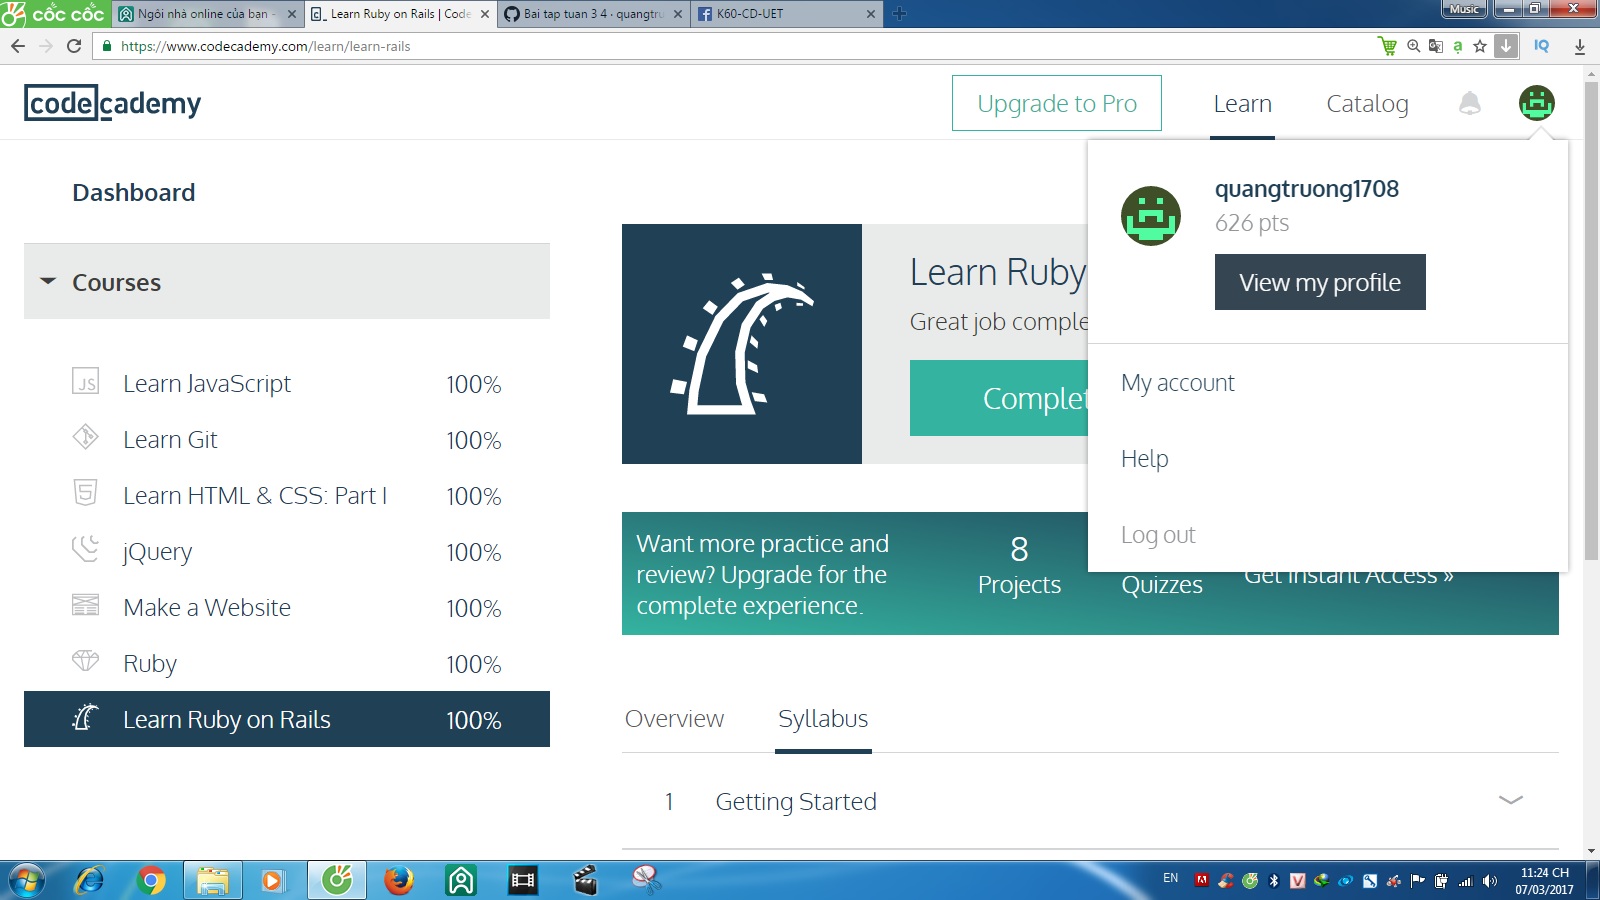 cốc cốc
Ngôi nhà online của bạn -
Learn Ruby on Rails | Code
Bai tap tuan 3 4 · quangtru
K60-CD-UET
Music
https://www.codecademy.com/learn/learn-rails
IQ
codecademy
Upgrade to Pro
Learn
Catalog
Dashboard
quangtruong1708
626 pts
View my profile
My account
Help
Log out
Courses
Learn JavaScript 100%
Learn Git 100%
Learn HTML & CSS: Part I 100%
jQuery 100%
Make a Website 100%
Ruby 100%
Learn Ruby on Rails 100%
Learn Ruby
Great job comple
Complet
Want more practice and
review? Upgrade for the
complete experience.
8
Projects
Quizzes
Get Instant Access »
Overview
Syllabus
1 Getting Started
EN
11:24 CH
07/03/2017